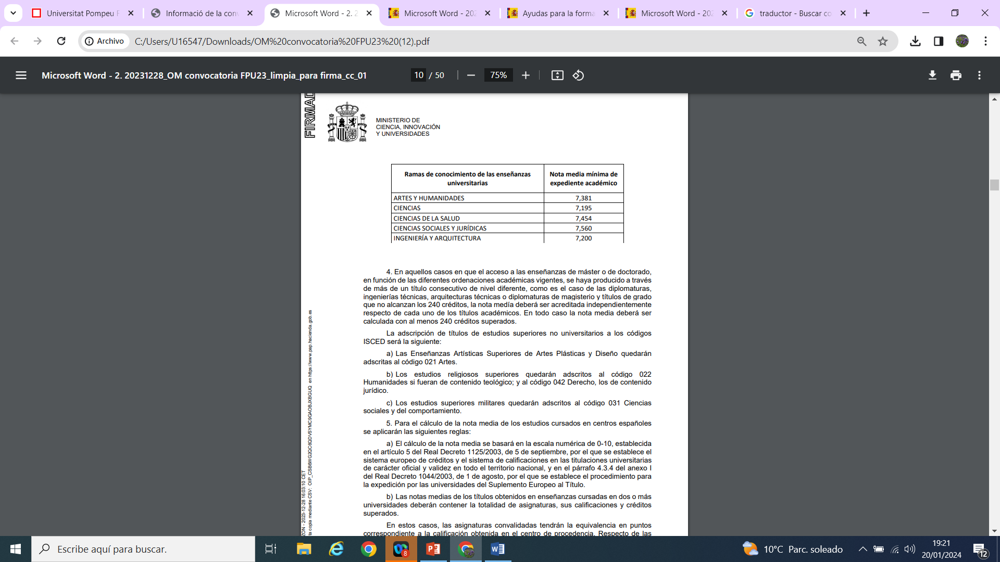 Universitat Pompeu F
Informació de la conv
Microsoft Word - 2. 2
Microsoft Word - 202
Ayudas para la forma
Microsoft Word - 202
traductor - Buscar co
Archivo
C:/Users/U16547/Downloads/OM%20convocatoria%20FPU23%20(12).pdf
Microsoft Word - 2. 20231228_OM convocatoria FPU23_limpia_para firma_cc_01
10 / 50
75%
FIRMAD
MINISTERIO DE
CIENCIA, INNOVACIÓN
Y UNIVERSIDADES
Ramas de conocimiento de las enseñanzas universitarias
Nota media mínima de expediente académico
ARTES Y HUMANIDADES 7,381
CIENCIAS 7,195
CIENCIAS DE LA SALUD 7,454
CIENCIAS SOCIALES Y JURÍDICAS 7,560
INGENIERÍA Y ARQUITECTURA 7,200
4. En aquellos casos en que el acceso a las enseñanzas de máster o de doctorado,
en función de las diferentes ordenaciones académicas vigentes, se haya producido a través
de más de un título consecutivo de nivel diferente, como es el caso de las diplomaturas,
ingenierías técnicas, arquitecturas técnicas o diplomaturas de magisterio y títulos de grado
que no alcanzan los 240 créditos, la nota medía deberá ser acreditada independientemente
respecto de cada uno de los títulos académicos. En todo caso la nota media deberá ser
calculada con al menos 240 créditos superados.
La adscripción de títulos de estudios superiores no universitarios a los códigos
ISCED será la siguiente:
a) Las Enseñanzas Artísticas Superiores de Artes Plásticas y Diseño quedarán
adscritas al código 021 Artes.
b) Los estudios religiosos superiores quedarán adscritos al código 022
Humanidades si fueran de contenido teológico; y al código 042 Derecho, los de contenido
jurídico.
c) Los estudios superiores militares quedarán adscritos al código 031 Ciencias
sociales y del comportamiento.
5. Para el cálculo de la nota media de los estudios cursados en centros españoles
se aplicarán las siguientes reglas:
a) El cálculo de la nota media se basará en la escala numérica de 0-10, establecida
en el artículo 5 del Real Decreto 1125/2003, de 5 de septiembre, por el que se establece el
sistema europeo de créditos y el sistema de calificaciones en las titulaciones universitarias
de carácter oficial y validez en todo el territorio nacional, y en el párrafo 4.3.4 del anexo I
del Real Decreto 1044/2003, de 1 de agosto, por el que se establece el procedimiento para
la expedición por las universidades del Suplemento Europeo al Título.
b) Las notas medias de los títulos obtenidos en enseñanzas cursadas en dos o más
universidades deberán contener la totalidad de asignaturas, sus calificaciones y créditos
superados.
En estos casos, las asignaturas convalidadas tendrán la equivalencia en puntos
correspondiente a la calificación obtenida en el centro de procedencia. Respecto de las
ZON - 2023-12-28 16:03:10 CET
ta copia mediante CSV: OIP_CSB6WG2QC6QDVSYMC9GAOBJXBGUQ en https://www.pap.hacienda.gob.es
Escribe aquí para buscar.
8
10°C Parc. soleado
19:21
20/01/2024
12